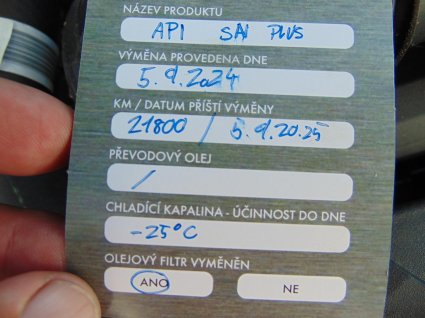 NÁZEV PRODUKTU
API SN PLUS
VÝMĚNA PROVEDENA DNE
5.9.2024
KM / DATUM PŘÍŠTÍ VÝMĚNY
21800 / 5.9.2025
PŘEVODOVÝ OLEJ
/
CHLADÍCÍ KAPALINA - ÚČINNOST DO DNE
-25°C
OLEJOVÝ FILTR VYMĚNĚN
ANO NE